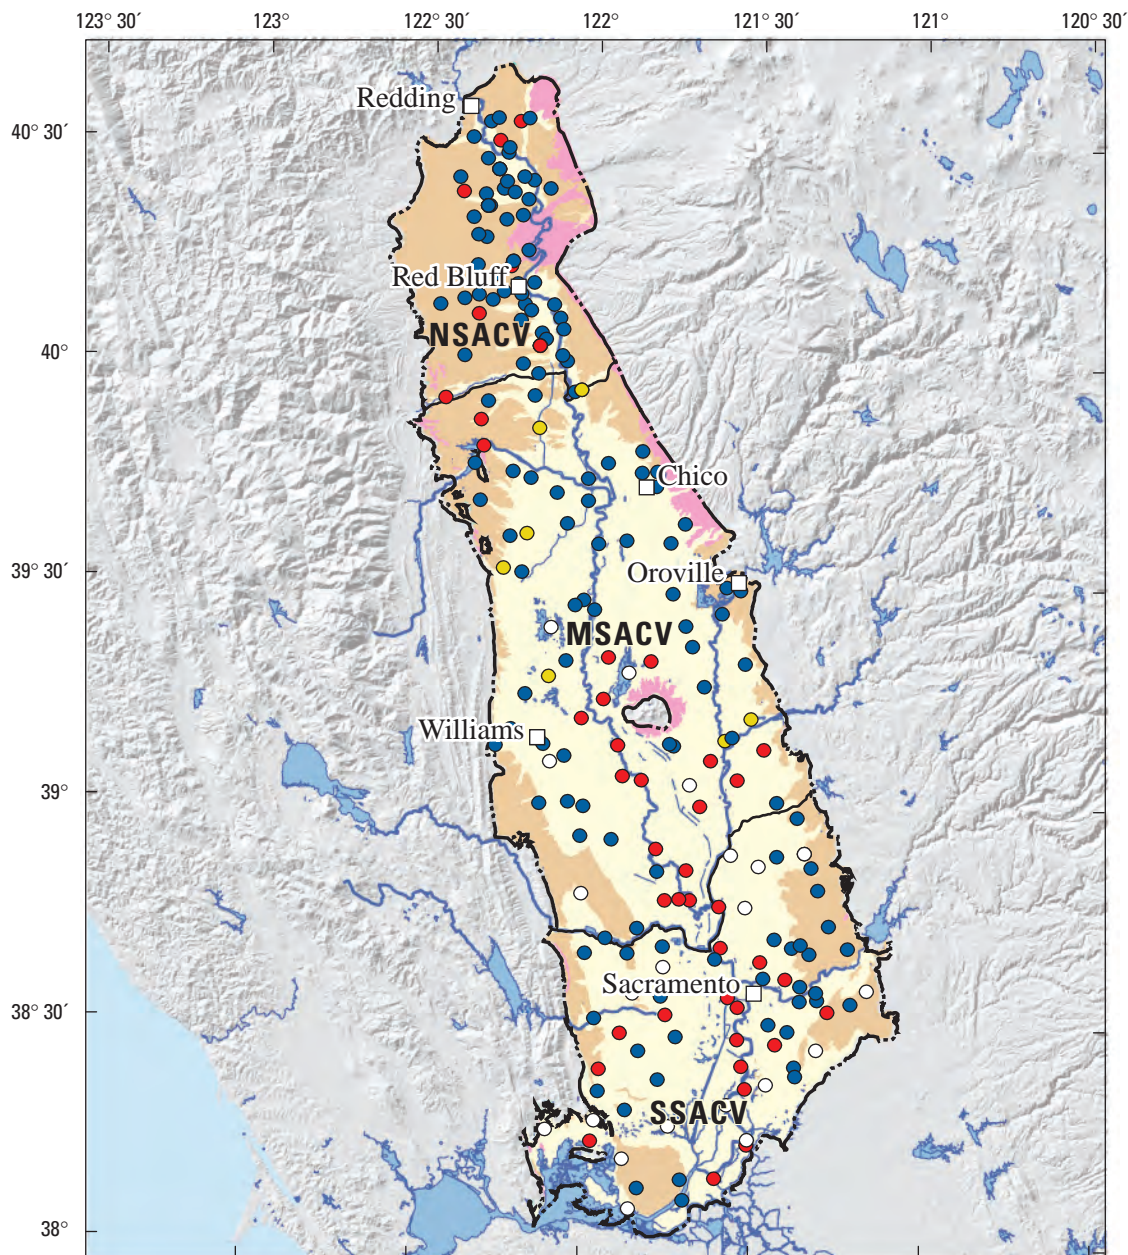 123° 30´ 123° 122° 30´ 122° 121° 30´ 121° 120° 30´
Redding
40° 30´
Red Bluff
NSACV
40°
Chico
39° 30´
Oroville
MSACV
Williams
39°
Sacramento
38° 30´
SSACV
38°